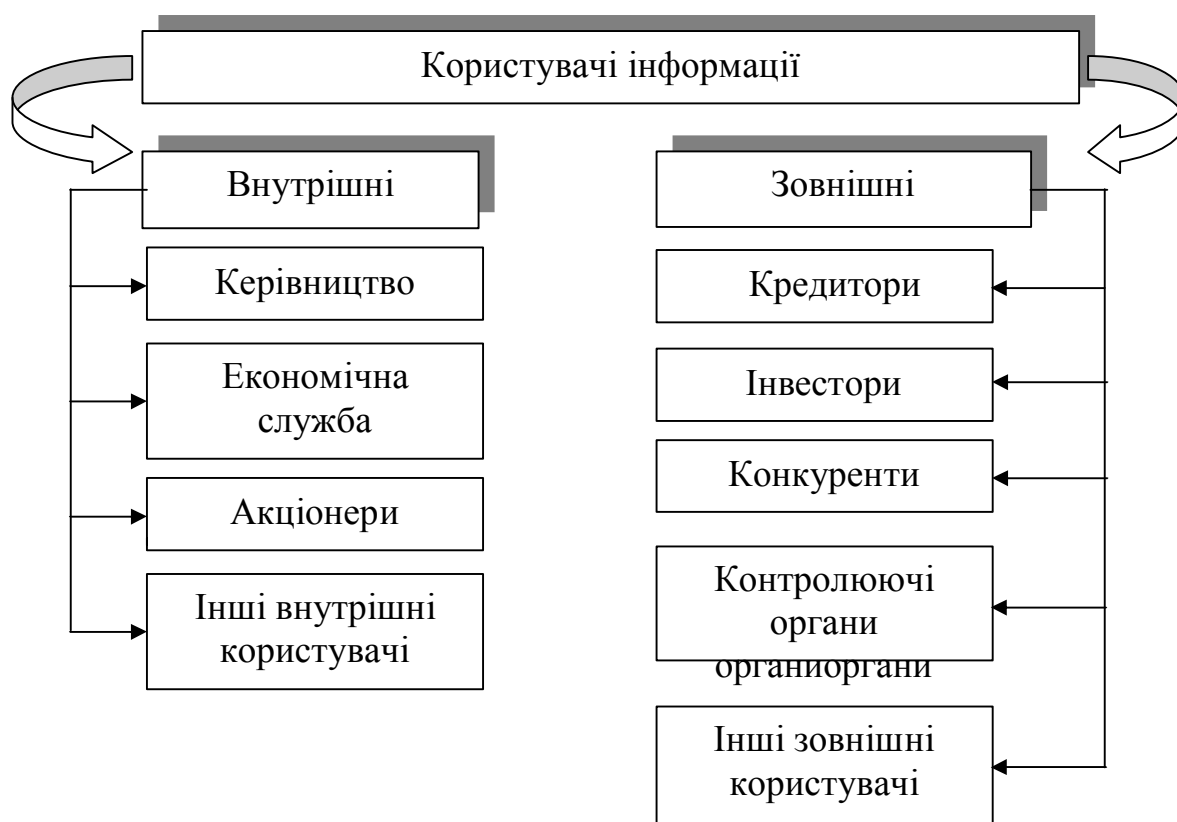 Користувачі інформації
Внутрішні
Керівництво
Економічна
служба
Акціонери
Інші внутрішні
користувачі
Зовнішні
Кредитори
Інвестори
Конкуренти
Контролюючі
органи
органиоргани
Інші зовнішні
користувачі